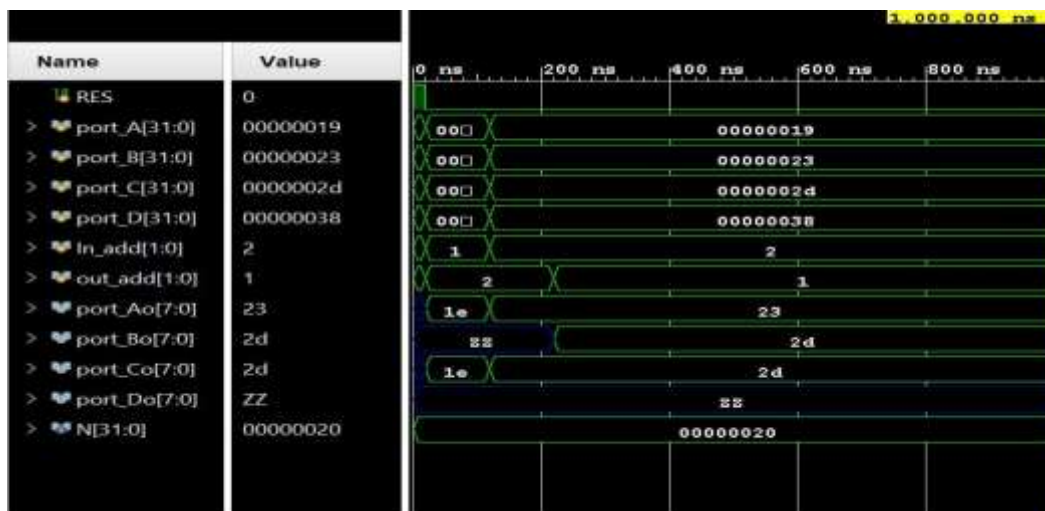 1,000.000 ns
Name Value 0 ns 200 ns 400 ns 600 ns 800 ns
RES 0
> port_A[31:0] 00000019 00□ 00000019
> port_B[31:0] 00000023 00□ 00000023
> port_C[31:0] 0000002d 00□ 0000002d
> port_D[31:0] 00000038 00□ 00000038
> In_add[1:0] 2 1 2
> out_add[1:0] 1 2 1
> port_Ao[7:0] 23 1e 23
> port_Bo[7:0] 2d ZZ 2d
> port_Co[7:0] 2d 1e 2d
> port_Do[7:0] ZZ ZZ
> N[31:0] 00000020 00000020